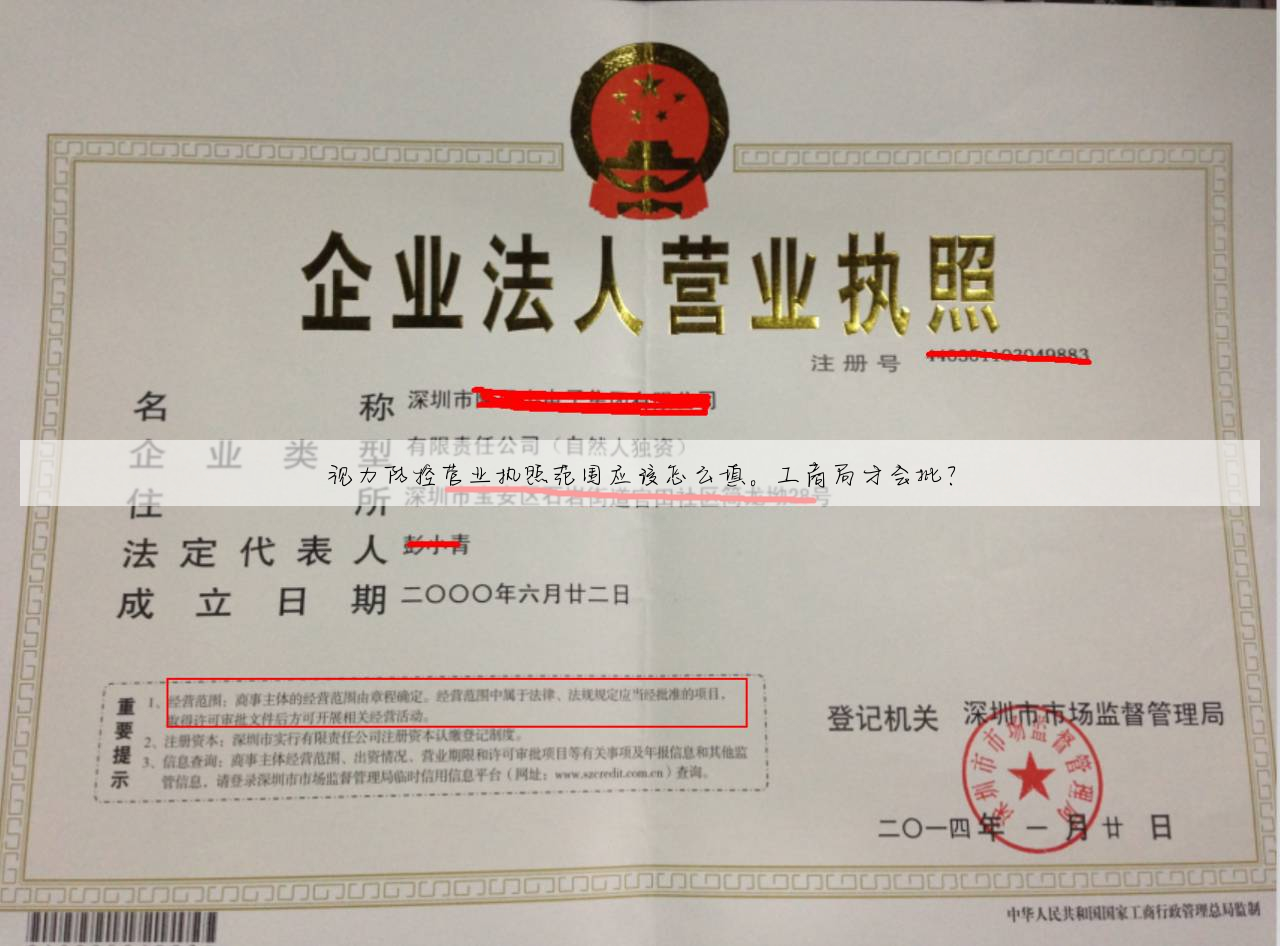 企业法人营业执照
注册号
名称 深圳市
企业类型 有限责任公司（自然人独资）
视力防控营业执照范围应该怎么填。工商局才会批？
住所 深圳市宝安区石岩街道官田社区
法定代表人
成立日期 二〇〇〇年六月廿二日
重要提示
1、经营范围：商事主体的经营范围由章程确定。经营范围中属于法律、法规规定应当经批准的项目，
取得许可审批文件后方可开展相关经营活动。
2、注册资本：深圳市实行有限责任公司注册资本认缴登记制度。
3、信息查询：商事主体经营范围、出资情况、营业期限和许可审批项目等有关事项及年报信息和其他监
管信息，请登录深圳市市场监督管理局临时信用信息平台（网址：www.szcredit.com.cn）查询。
登记机关 深圳市市场监督管理局
深圳市市场监督管理局
二〇一四年一月廿日
中华人民共和国国家工商行政管理总局监制